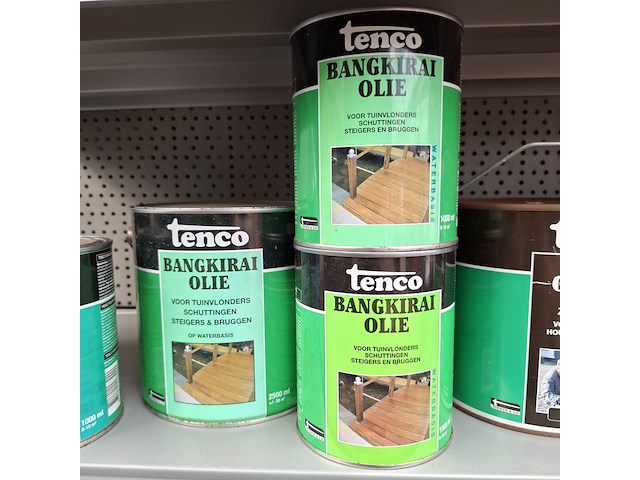 tenco
BANGKIRAI
OLIE
VOOR TUINVLONDERS
SCHUTTINGEN
STEIGERS EN BRUGGEN
WATERBASIS
1000 ml
tenco
BANGKIRAI
OLIE
VOOR TUINVLONDERS
SCHUTTINGEN
STEIGERS & BRUGGEN
OP WATERBASIS
2500 ml
tenco
BANGKIRAI
OLIE
VOOR TUINVLONDERS
SCHUTTINGEN
STEIGERS EN BRUGGEN
WATERBASIS
1000 ml